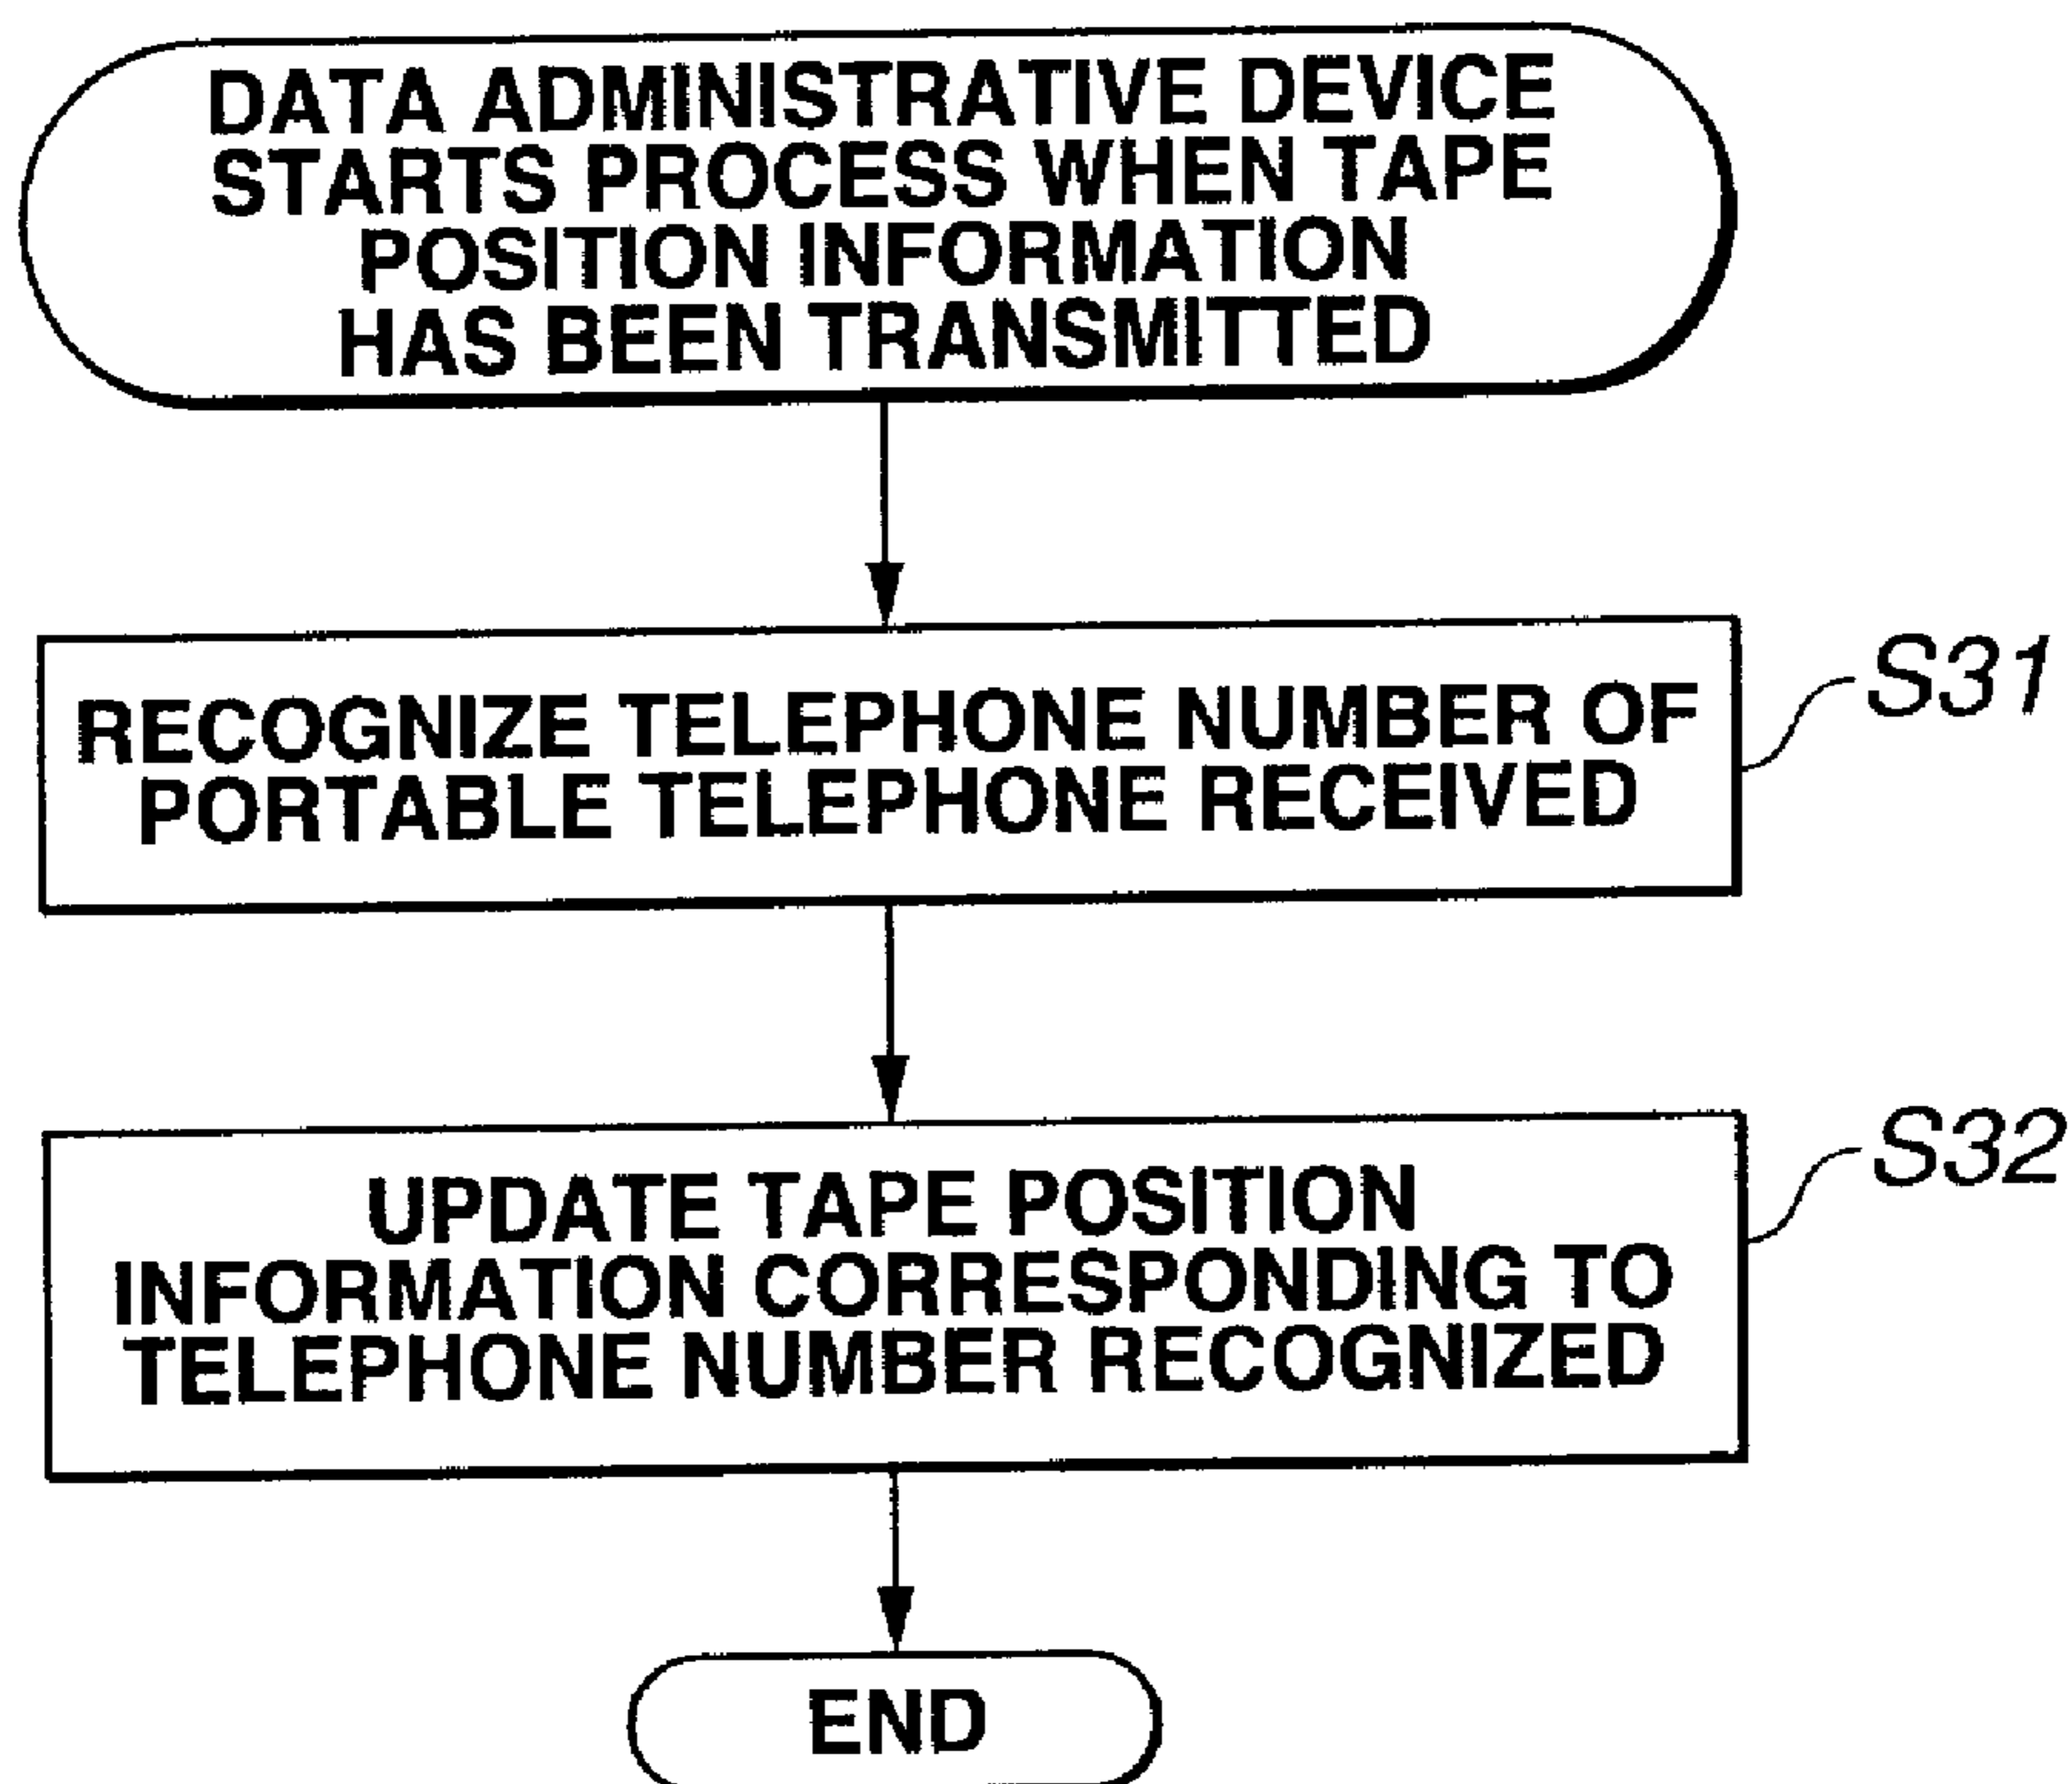 DATA ADMINISTRATIVE DEVICE
STARTS PROCESS WHEN TAPE
POSITION INFORMATION
HAS BEEN TRANSMITTED
RECOGNIZE TELEPHONE NUMBER OF
PORTABLE TELEPHONE RECEIVED
S31
UPDATE TAPE POSITION
INFORMATION CORRESPONDING TO
TELEPHONE NUMBER RECOGNIZED
S32
END